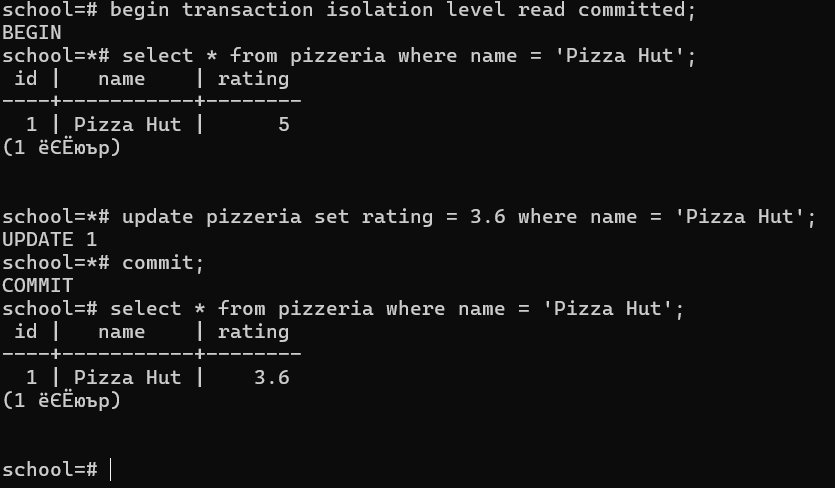 school=# begin transaction isolation level read committed;
BEGIN
school=*# select * from pizzeria where name = 'Pizza Hut';
 id |   name    | rating
----+-----------+--------
  1 | Pizza Hut |      5
(1 ёЄЁюър)
school=*# update pizzeria set rating = 3.6 where name = 'Pizza Hut';
UPDATE 1
school=*# commit;
COMMIT
school=# select * from pizzeria where name = 'Pizza Hut';
 id |   name    | rating
----+-----------+--------
  1 | Pizza Hut |    3.6
(1 ёЄЁюър)
school=#